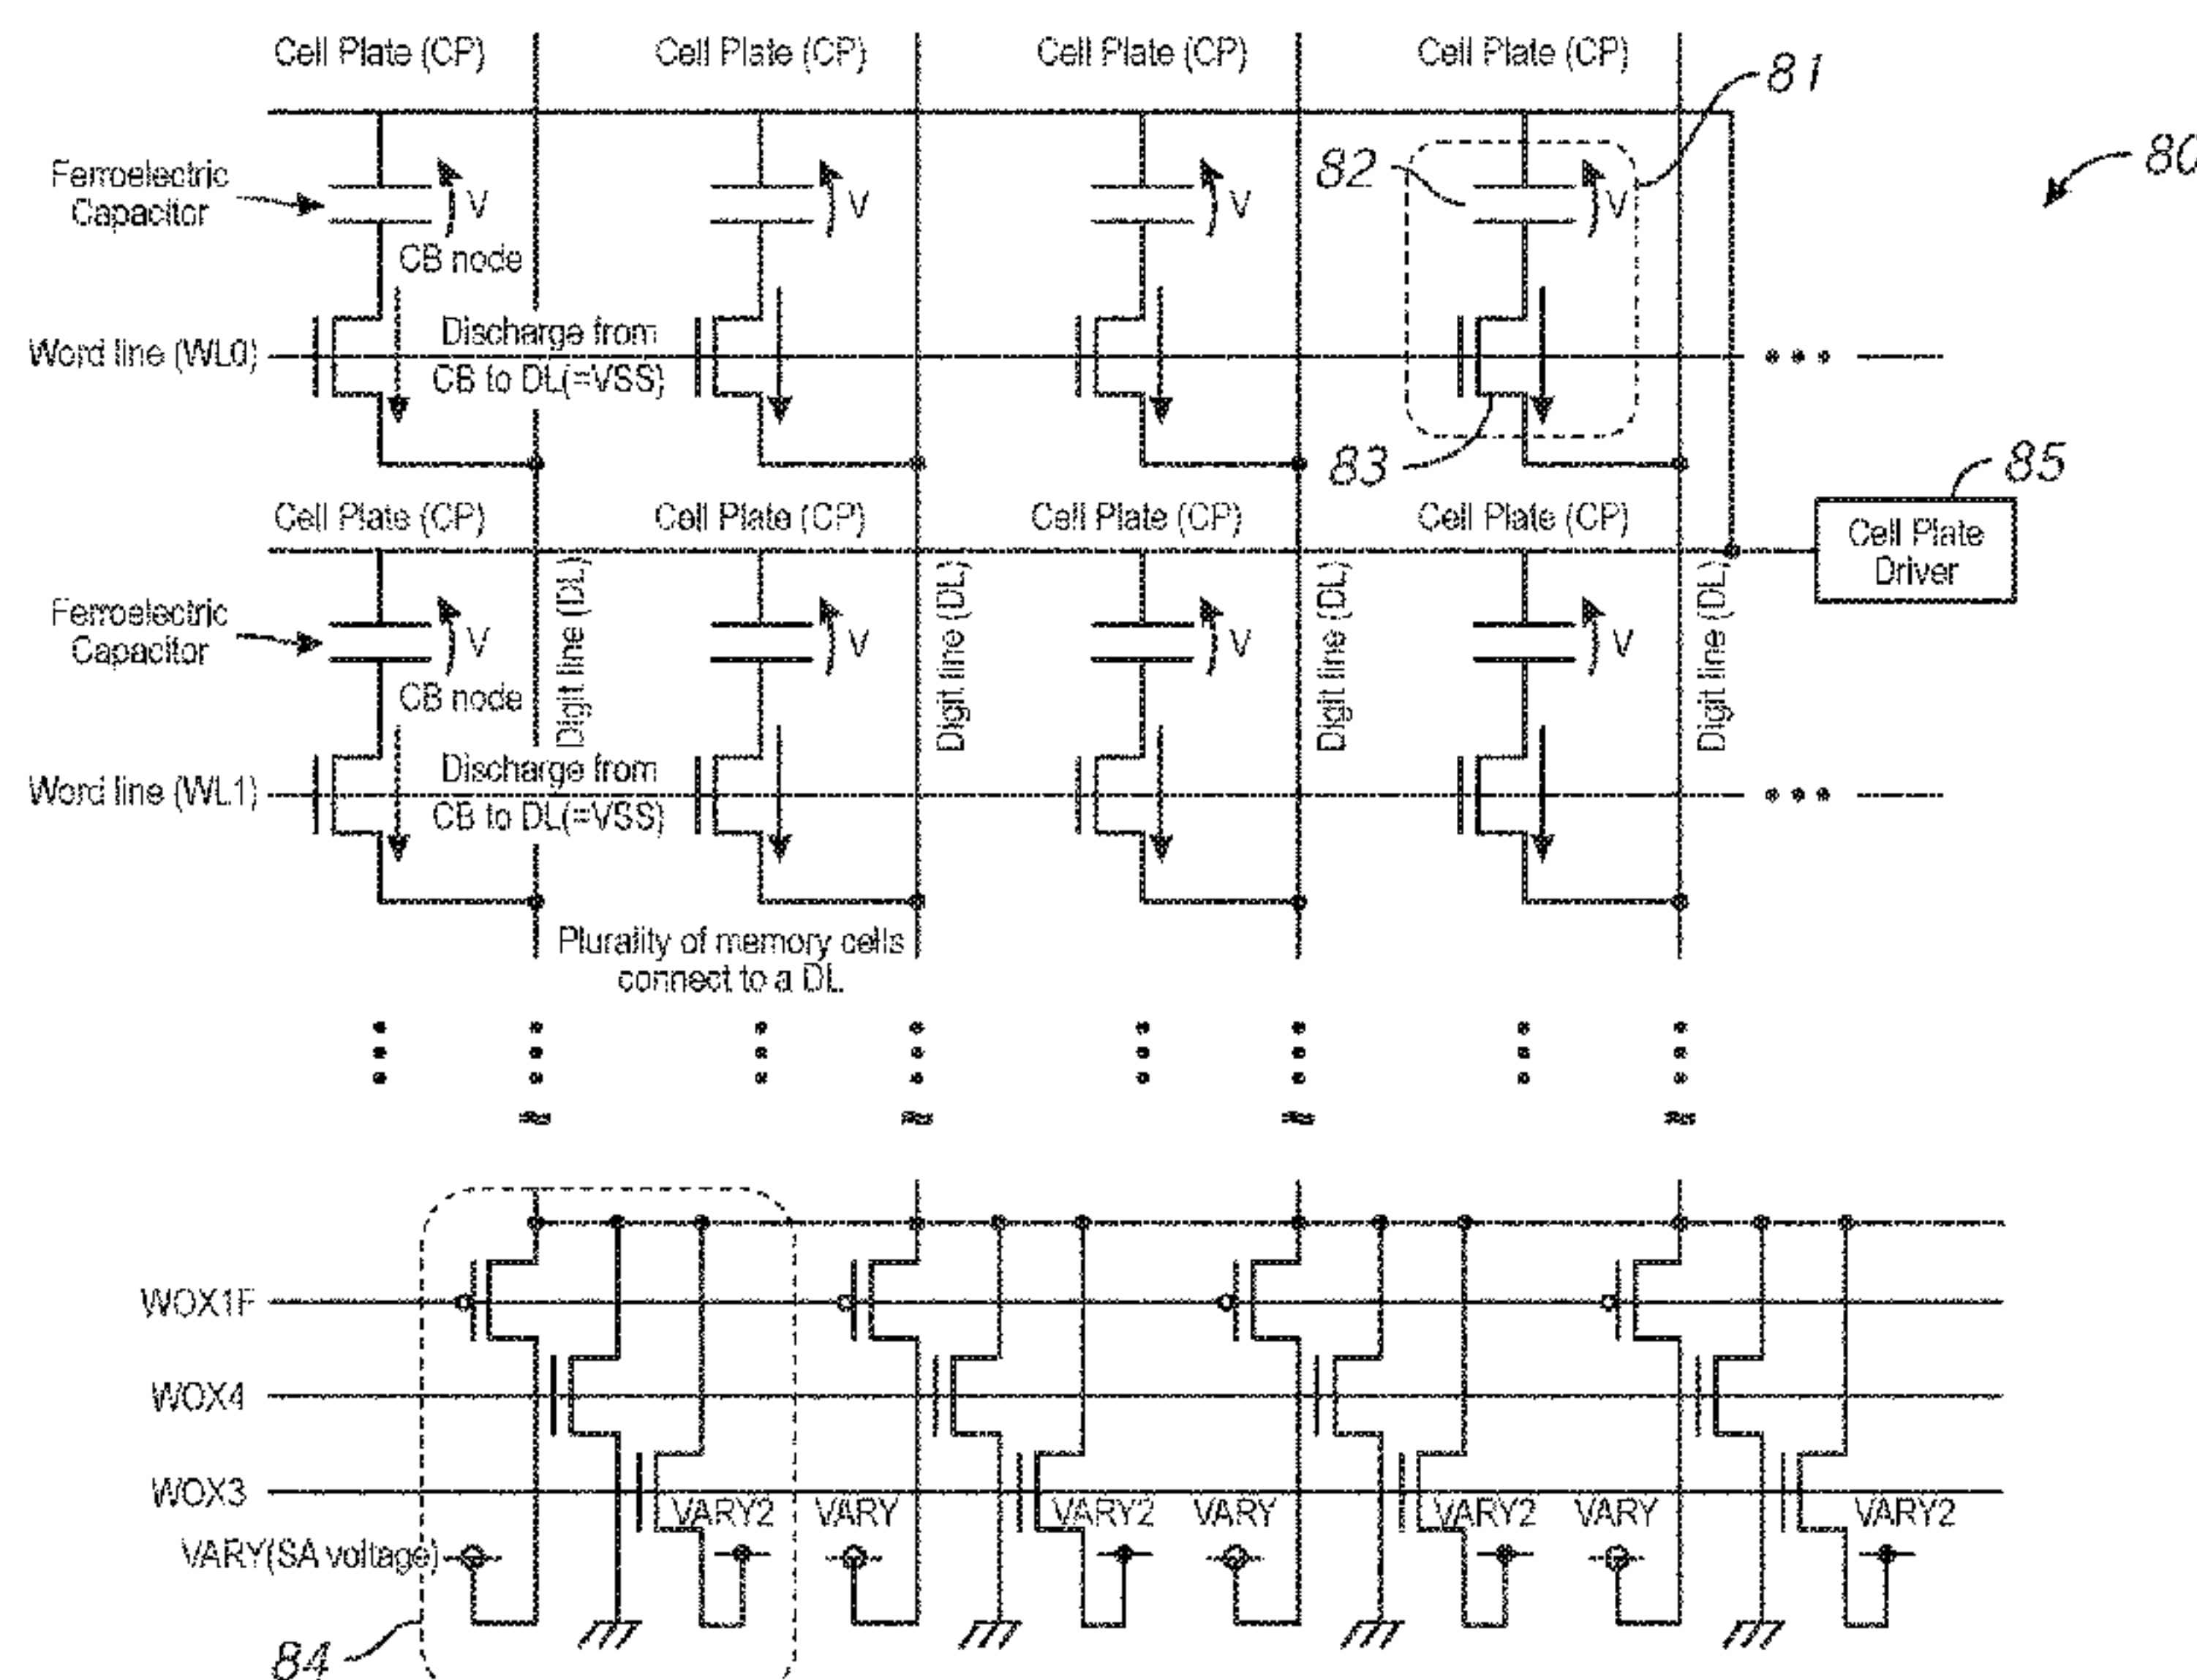 Cell Plate (CP) Cell Plate (CP) Cell Plate (CP) Cell Plate (CP)
81
80
82
Ferroelectric
Capacitor
V V V V
CB node
Word line (WL0)
Discharge from
CB to DL(=VSS)
83
85
Cell Plate (CP) Cell Plate (CP) Cell Plate (CP) Cell Plate (CP)
Cell Plate
Driver
Digit line (DL) Digit line (DL) Digit line (DL) Digit line (DL)
Ferroelectric
Capacitor
V V V V
CB node
Word line (WL1)
Discharge from
CB to DL(=VSS)
Plurality of memory cells
connect to a DL
WOX1F
WOX4
WOX3
VARY2 VARY VARY2 VARY VARY2 VARY VARY2
VARY(SA voltage)
84